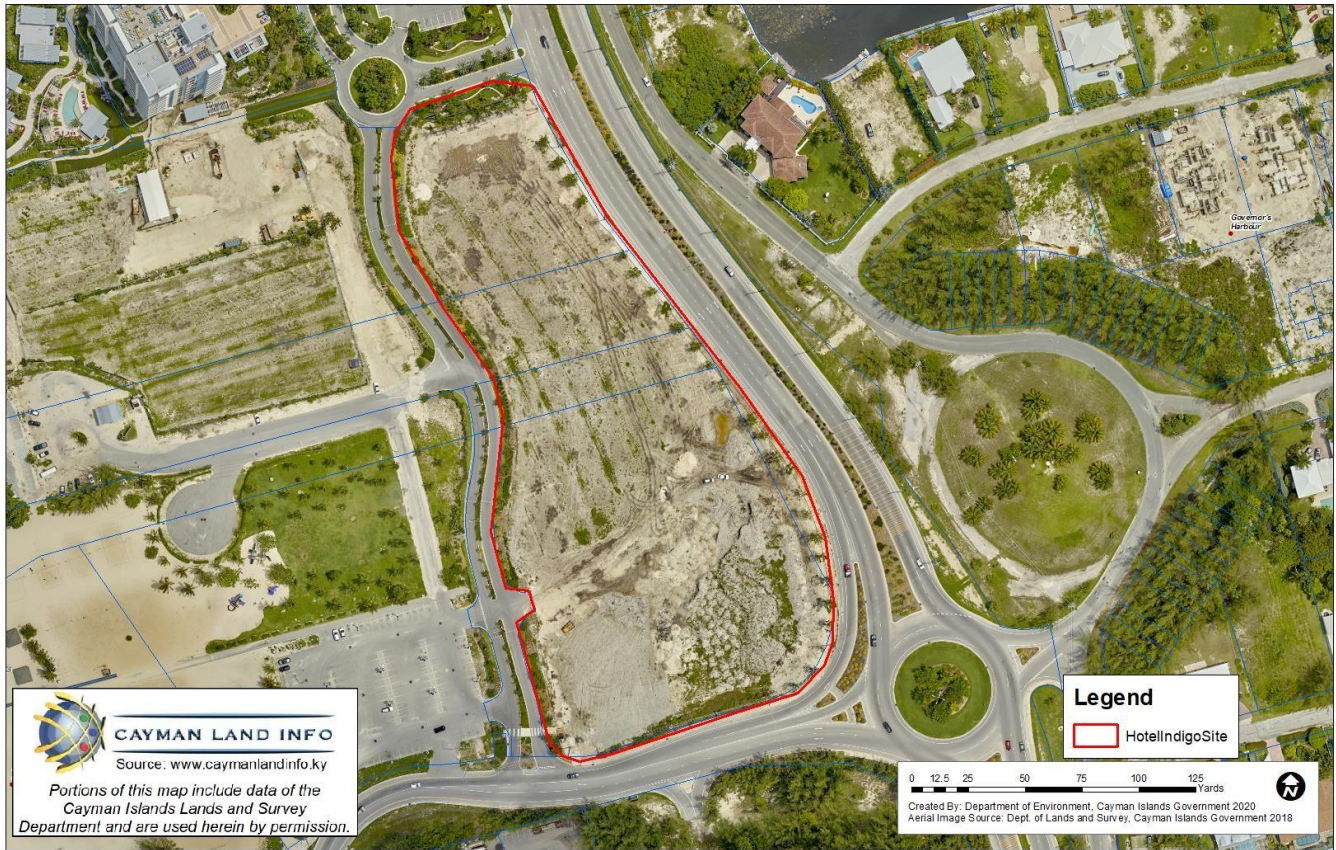 Governor's
Harbour
CAYMAN LAND INFO
Source: www.caymanlandinfo.ky
Portions of this map include data of the
Cayman Islands Lands and Survey
Department and are used herein by permission.
Legend
HotelIndigoSite
0 12.5 25 50 75 100 125
Yards
N
Created By: Department of Environment, Cayman Islands Government 2020
Aerial Image Source: Dept. of Lands and Survey, Cayman Islands Government 2018